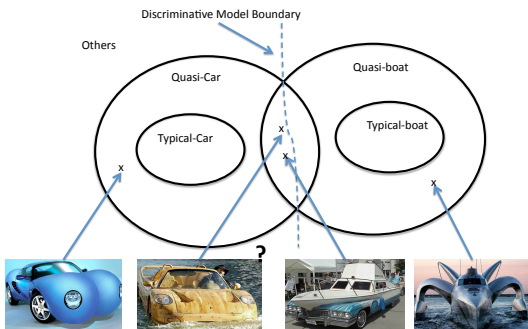 Discriminative Model Boundary
Others
Quasi-Car
Quasi-boat
Typical-Car
Typical-boat
x
x
x
x
?